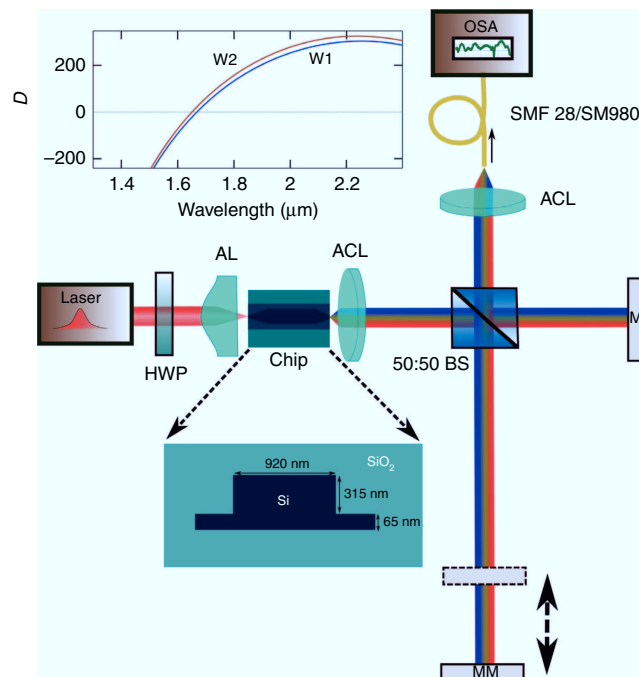 OSA
200
W2
W1
D
0
SMF 28/SM980
−200
1.4
1.6
1.8
2
2.2
Wavelength (μm)
ACL
AL
ACL
Laser
M
HWP
Chip
50:50 BS
920 nm
SiO2
Si
315 nm
65 nm
MM